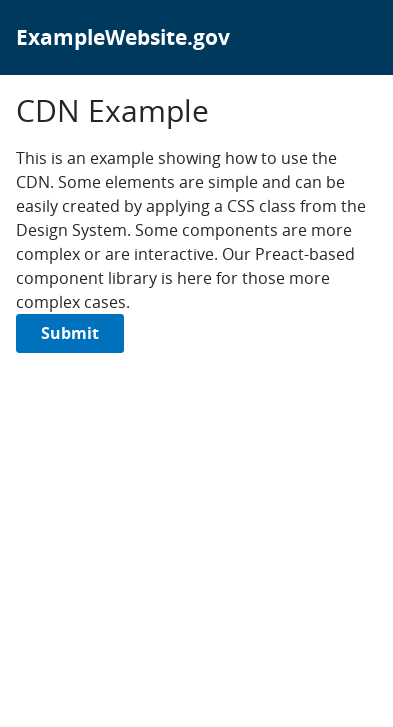 ExampleWebsite.gov
CDN Example
This is an example showing how to use the
CDN. Some elements are simple and can be
easily created by applying a CSS class from the
Design System. Some components are more
complex or are interactive. Our Preact-based
component library is here for those more
complex cases.
Submit